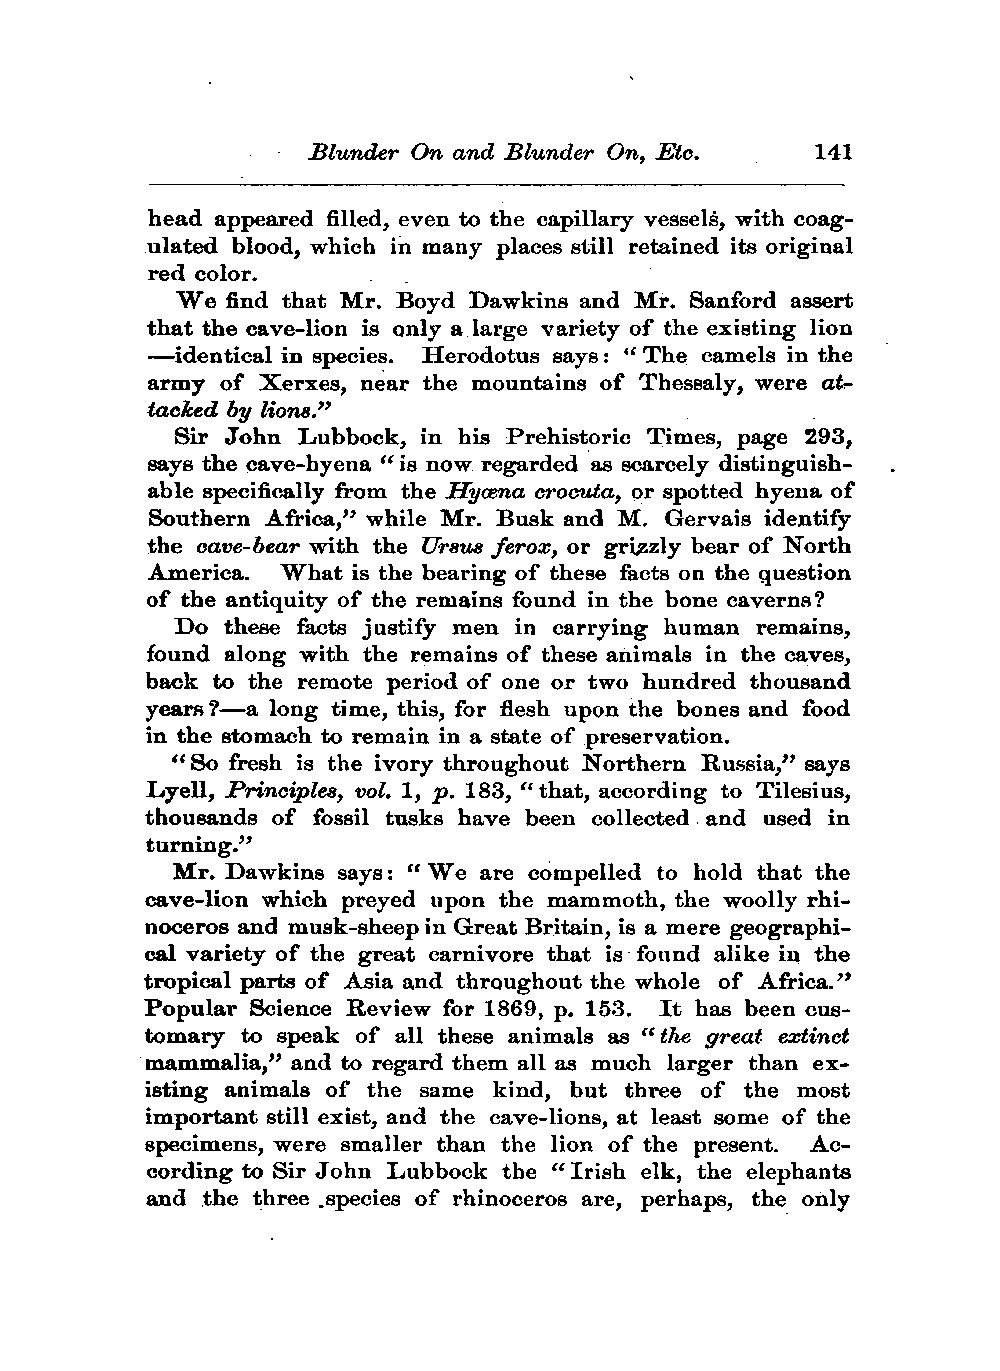 Blunder On and Blunder On, Etc. 141
head appeared filled, even to the capillary vessels, with coag-
ulated blood, which in many places still retained its original
red color.
We find that Mr. Boyd Dawkins and Mr. Sanford assert
that the cave-lion is only a large variety of the existing lion
—identical in species. Herodotus says: “The camels in the
army of Xerxes, near the mountains of Thessaly, were at-
tacked by lions.”
Sir John Lubbock, in his Prehistoric Times, page 293,
says the cave-hyena “is now regarded as scarcely distinguish-
able specifically from the Hyœna crocuta, or spotted hyena of
Southern Africa,” while Mr. Busk and M. Gervais identify
the cave-bear with the Ursus ferox, or grizzly bear of North
America. What is the bearing of these facts on the question
of the antiquity of the remains found in the bone caverns?
Do these facts justify men in carrying human remains,
found along with the remains of these animals in the caves,
back to the remote period of one or two hundred thousand
years?—a long time, this, for flesh upon the bones and food
in the stomach to remain in a state of preservation.
“So fresh is the ivory throughout Northern Russia,” says
Lyell, Principles, vol. 1, p. 183, “that, according to Tilesius,
thousands of fossil tusks have been collected and used in
turning.”
Mr. Dawkins says: “We are compelled to hold that the
cave-lion which preyed upon the mammoth, the woolly rhi-
noceros and musk-sheep in Great Britain, is a mere geographi-
cal variety of the great carnivore that is found alike in the
tropical parts of Asia and throughout the whole of Africa.”
Popular Science Review for 1869, p. 153. It has been cus-
tomary to speak of all these animals as “the great extinct
mammalia,” and to regard them all as much larger than ex-
isting animals of the same kind, but three of the most
important still exist, and the cave-lions, at least some of the
specimens, were smaller than the lion of the present. Ac-
cording to Sir John Lubbock the “Irish elk, the elephants
and the three species of rhinoceros are, perhaps, the only